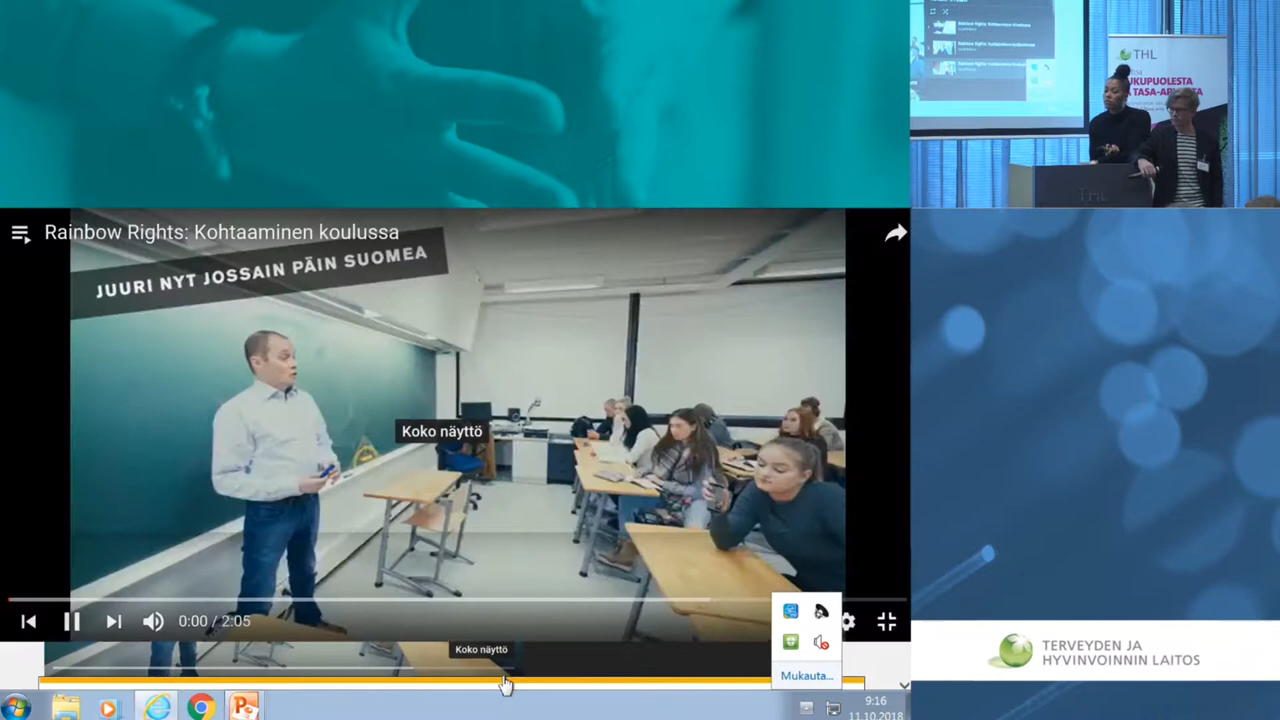 Rainbow Rights: Kohtaaminen koulussa
JUURI NYT JOSSAIN PÄIN SUOMEA
Koko näyttö
0:00 / 2:05
Koko näyttö
Mukauta...
9:16
11.10.2018
THL
THL
TERVEYDEN JA
HYVINVOINNIN LAITOS